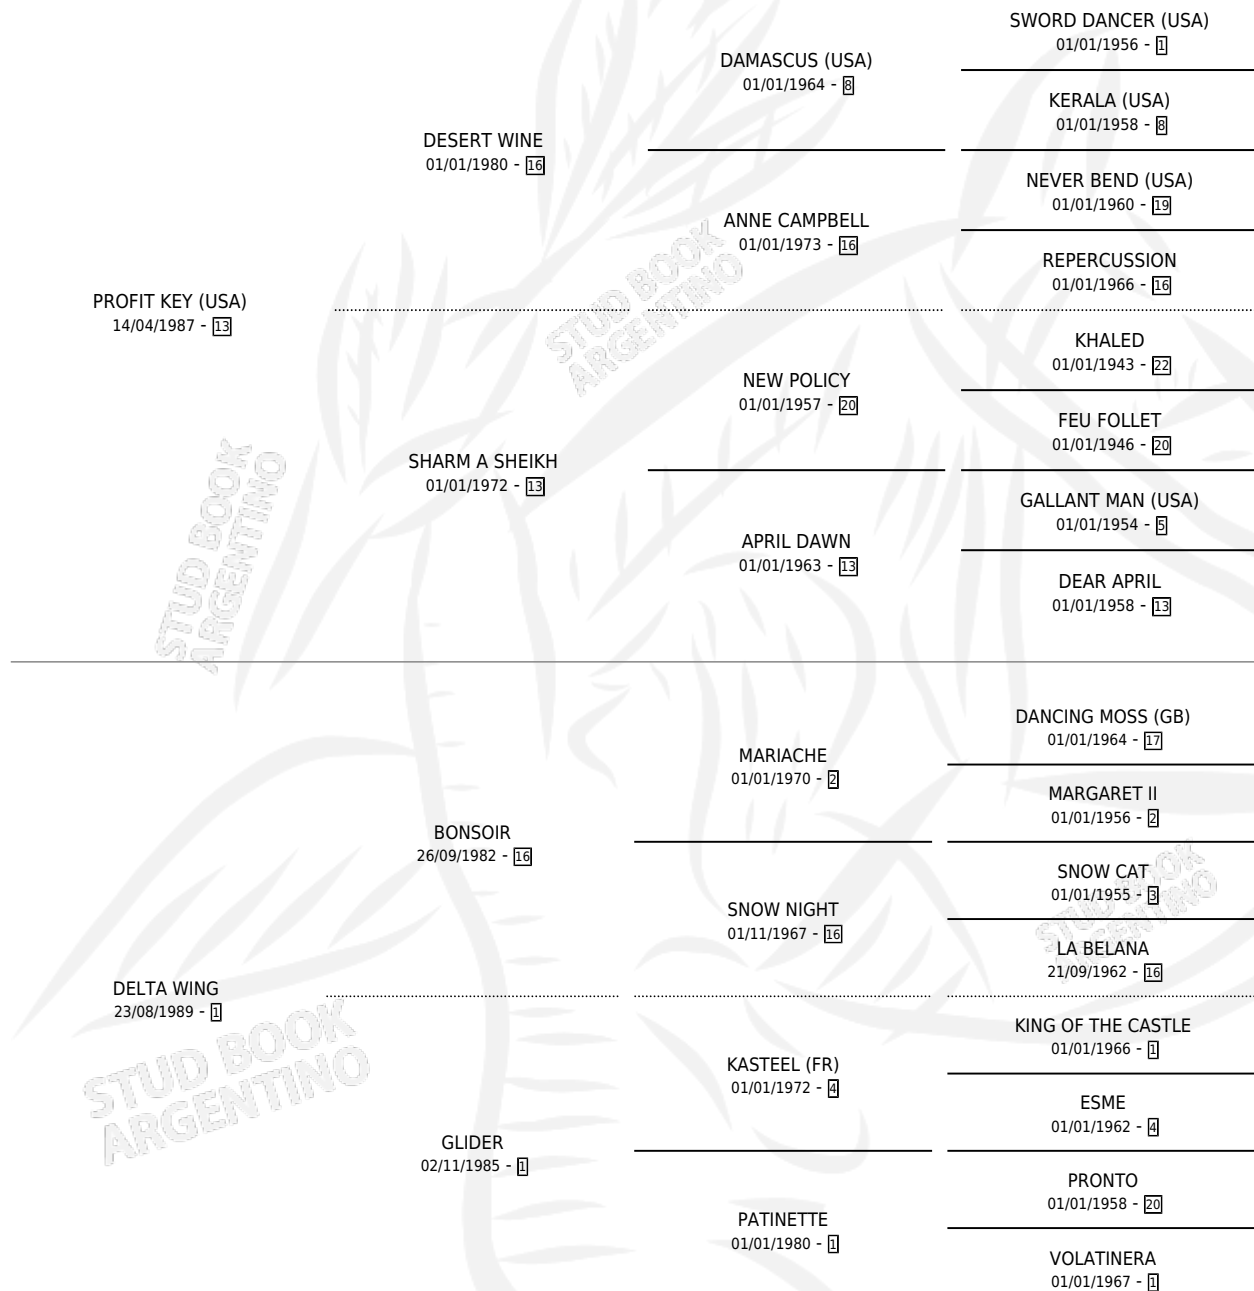 SWORD DANCER (USA)
01/01/1956 - 1
DAMASCUS (USA)
01/01/1964 - 8
KERALA (USA)
01/01/1958 - 8
DESERT WINE
01/01/1980 - 16
NEVER BEND (USA)
01/01/1960 - 19
ANNE CAMPBELL
01/01/1973 - 16
REPERCUSSION
01/01/1966 - 16
PROFIT KEY (USA)
14/04/1987 - 13
KHALED
01/01/1943 - 22
NEW POLICY
01/01/1957 - 20
FEU FOLLET
01/01/1946 - 20
SHARM A SHEIKH
01/01/1972 - 13
GALLANT MAN (USA)
01/01/1954 - 5
APRIL DAWN
01/01/1963 - 13
DEAR APRIL
01/01/1958 - 13
DANCING MOSS (GB)
01/01/1964 - 17
MARIACHE
01/01/1970 - 2
MARGARET II
01/01/1956 - 2
BONSOIR
26/09/1982 - 16
SNOW CAT
01/01/1955 - 3
SNOW NIGHT
01/11/1967 - 16
LA BELANA
21/09/1962 - 16
DELTA WING
23/08/1989 - 1
KING OF THE CASTLE
01/01/1966 - 1
KASTEEL (FR)
01/01/1972 - 4
ESME
01/01/1962 - 4
GLIDER
02/11/1985 - 1
PRONTO
01/01/1958 - 20
PATINETTE
01/01/1980 - 1
VOLATINERA
01/01/1967 - 1
STUD BOOK
ARGENTINO
STUD BOOK
ARGENTINO
STUD BOOK
ARGENTINO
STUD BOOK
ARGENTINO